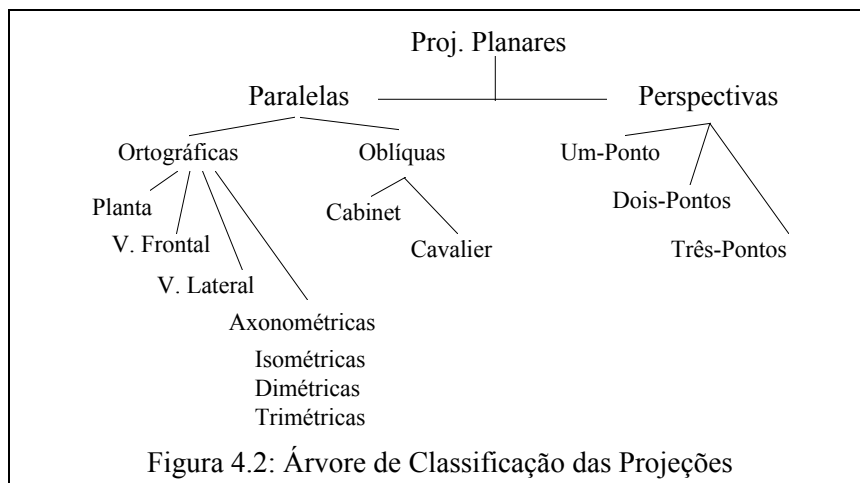 Proj. Planares
Paralelas Perspectivas
Ortográficas Oblíquas Um-Ponto
Planta Cabinet Dois-Pontos
V. Frontal Cavalier Três-Pontos
V. Lateral
Axonométricas
Isométricas
Dimétricas
Trimétricas
Figura 4.2: Árvore de Classificação das Projeções